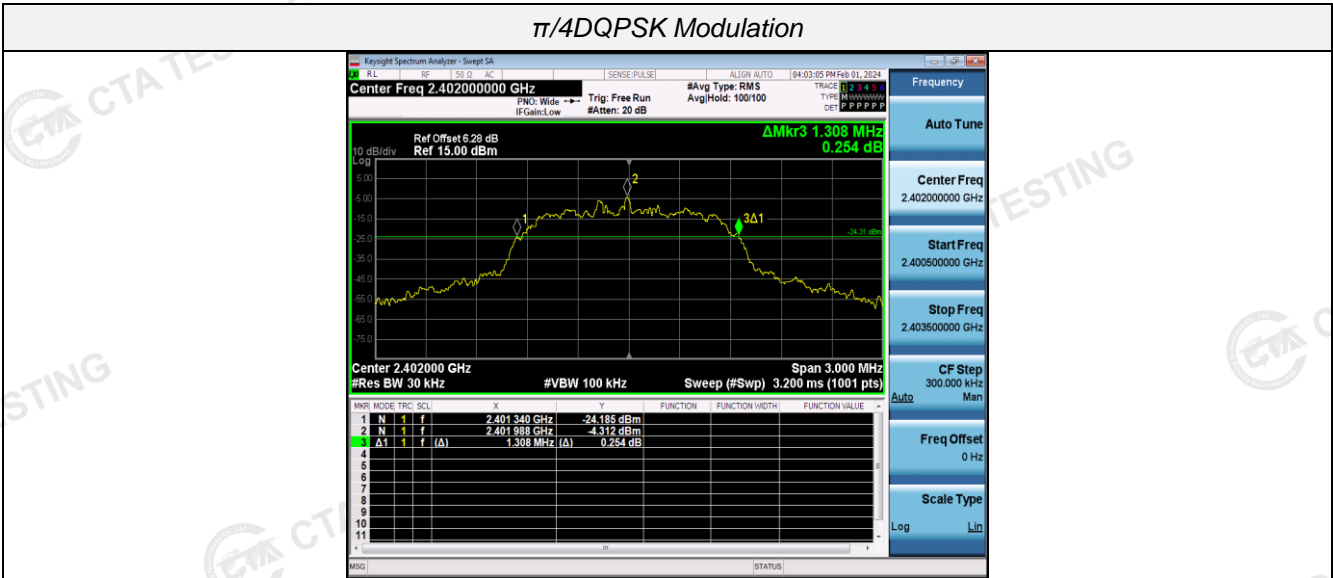 π/4DQPSK Modulation
Keysight Spectrum Analyzer - Swept SA
RL RF 50 Ω AC SENSE:PULSE ALIGN AUTO 04:03:05 PM Feb 01, 2024
Center Freq 2.402000000 GHz
PNO: Wide
IFGain:Low
Trig: Free Run
#Atten: 20 dB
#Avg Type: RMS
Avg|Hold: 100/100
TRACE 1 2 3 4 5 6
TYPE M
DET P P P P P P
Frequency
Auto Tune
Center Freq
2.402000000 GHz
Start Freq
2.400500000 GHz
Stop Freq
2.403500000 GHz
CF Step
300.000 kHz
Auto Man
Freq Offset
0 Hz
Scale Type
Log Lin
ΔMkr3 1.308 MHz
0.254 dB
Ref Offset 6.28 dB
10 dB/div Ref 15.00 dBm
Log
5.00
-5.00
-15.0
-25.0
-35.0
-45.0
-55.0
-65.0
-75.0
1
2
3Δ1
-24.31 dBm
Center 2.402000 GHz Span 3.000 MHz
#Res BW 30 kHz #VBW 100 kHz Sweep (#Swp) 3.200 ms (1001 pts)
MKR MODE TRC SCL X Y FUNCTION FUNCTION WIDTH FUNCTION VALUE
1 N 1 f 2.401 340 GHz -24.185 dBm
2 N 1 f 2.401 988 GHz -4.312 dBm
3 Δ1 1 f (Δ) 1.308 MHz (Δ) 0.254 dB
4
5
6
7
8
9
10
11
MSG STATUS
CTA TESTING